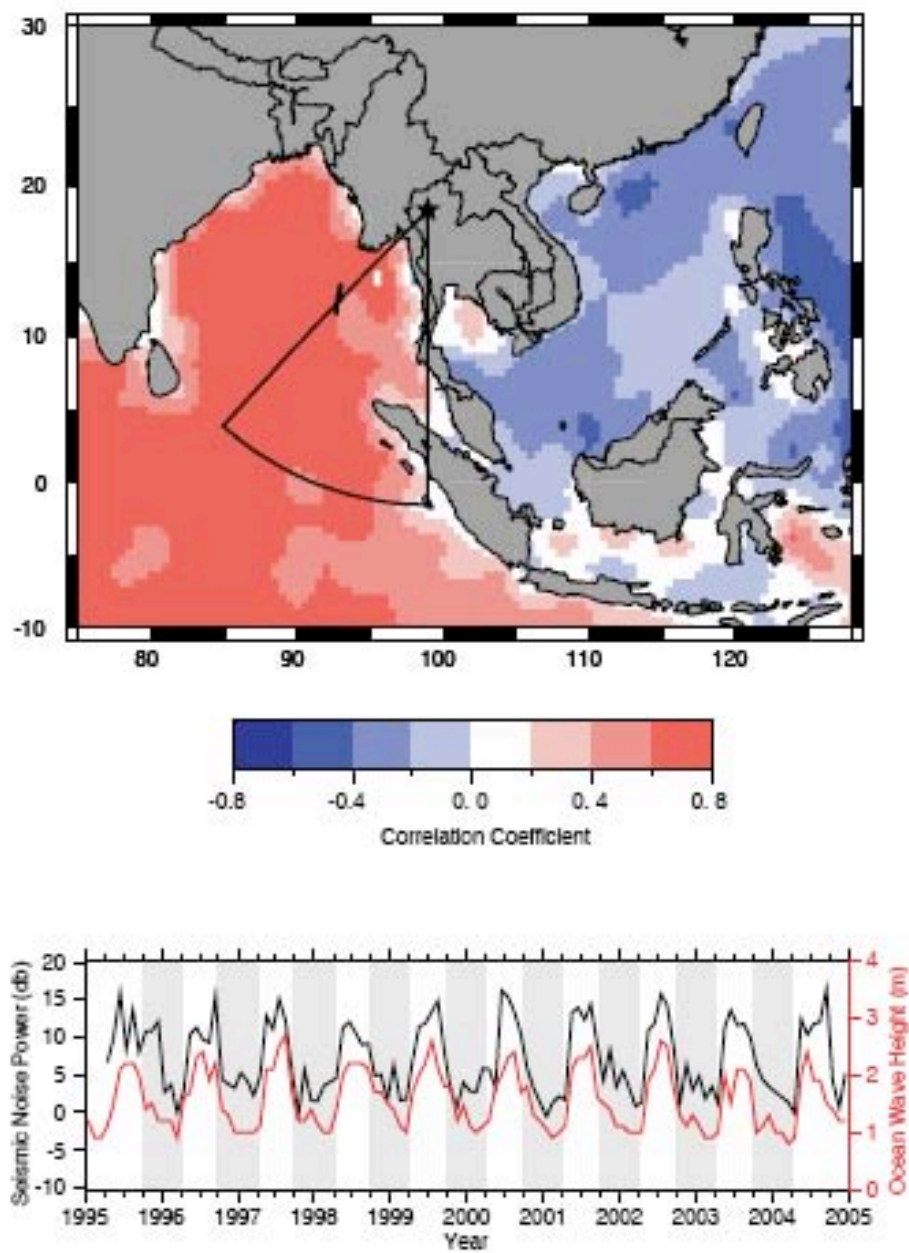 30
20
10
0
-10
80 90 100 110 120
-0.8 -0.4 0.0 0.4 0.8
Correlation Coefficient
Seismic Noise Power (db)
20
15
10
5
0
-5
-10
4
3
2
1
0
Ocean Wave Height (m)
1995 1996 1997 1998 1999 2000 2001 2002 2003 2004 2005
Year